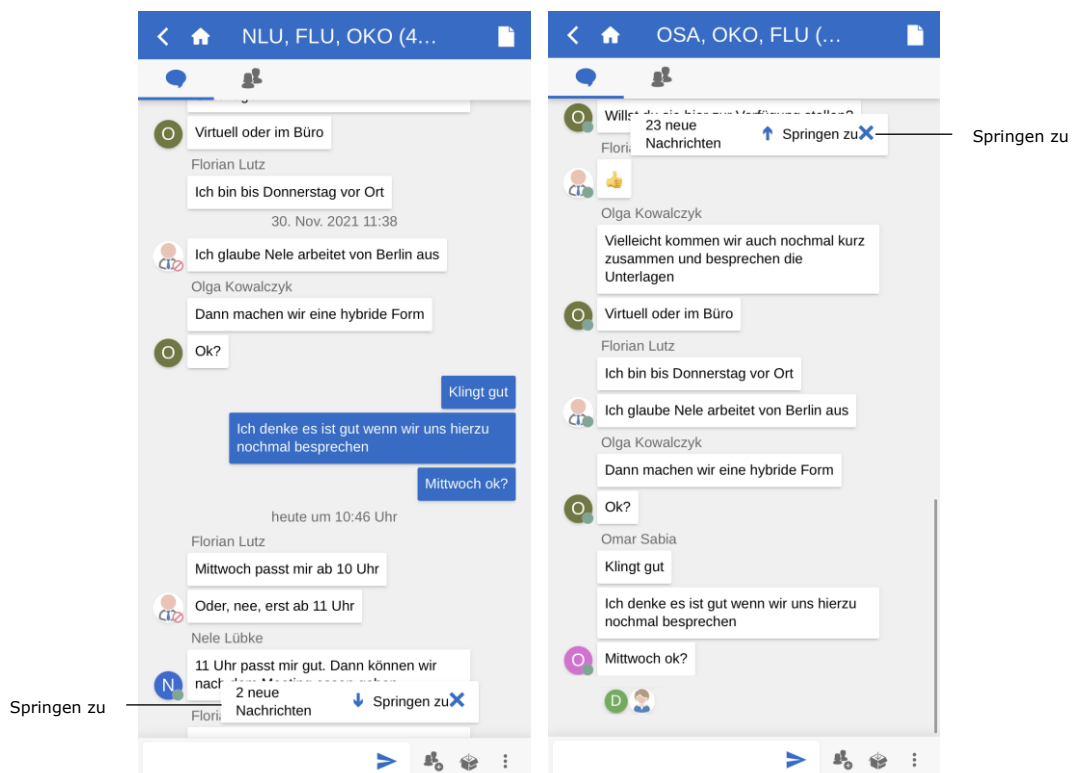 NLU, FLU, OKO (4…
Virtuell oder im Büro
Florian Lutz
Ich bin bis Donnerstag vor Ort
30. Nov. 2021 11:38
Ich glaube Nele arbeitet von Berlin aus
Olga Kowalczyk
Dann machen wir eine hybride Form
O
O
Ok?
Klingt gut
Ich denke es ist gut wenn wir uns hierzu
nochmal besprechen
Mittwoch ok?
heute um 10:46 Uhr
Florian Lutz
Mittwoch passt mir ab 10 Uhr
Oder, nee, erst ab 11 Uhr
Nele Lübke
11 Uhr passt mir gut. Dann können wir
N
2 neue
Nachrichten
Springen zu
Springen zu
OSA, OKO, FLU (…
O
23 neue
Nachrichten
Springen zu
Springen zu
Olga Kowalczyk
Vielleicht kommen wir auch nochmal kurz
zusammen und besprechen die
Unterlagen
O
Virtuell oder im Büro
Florian Lutz
Ich bin bis Donnerstag vor Ort
Ich glaube Nele arbeitet von Berlin aus
Olga Kowalczyk
Dann machen wir eine hybride Form
O
Ok?
Omar Sabia
Klingt gut
Ich denke es ist gut wenn wir uns hierzu
nochmal besprechen
O
Mittwoch ok?
D